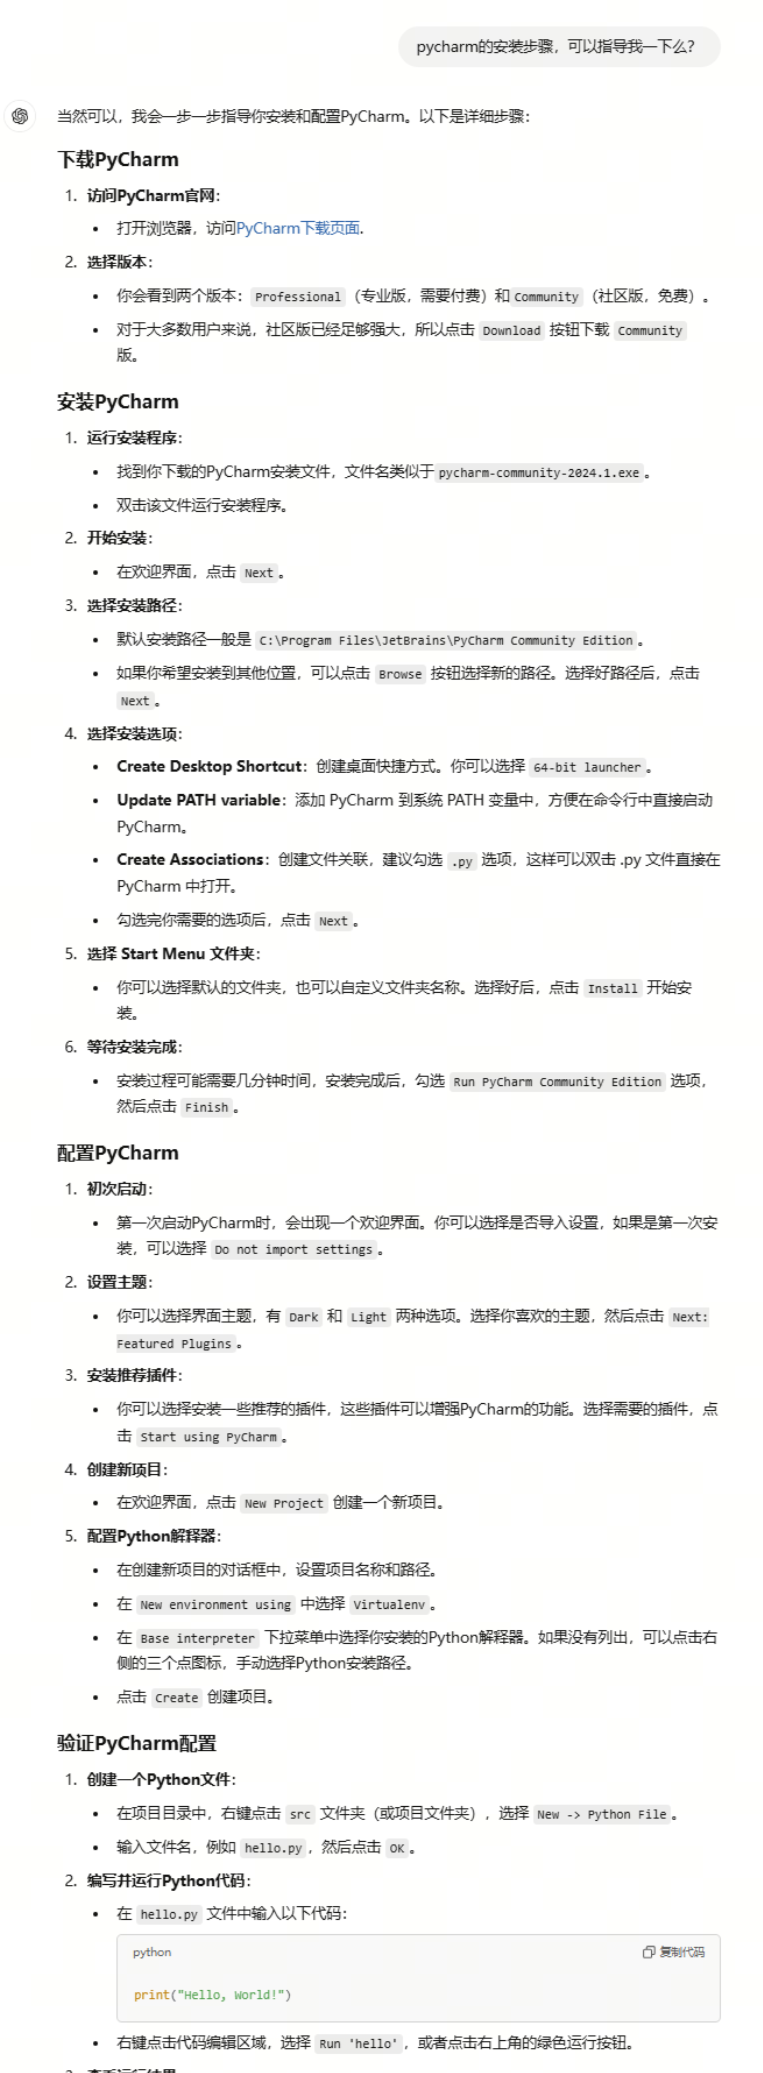 pycharm的安装步骤，可以指导我一下么？
当然可以，我会一步一步指导你安装和配置PyCharm。以下是详细步骤：
下载PyCharm
1. 访问PyCharm官网：
• 打开浏览器，访问PyCharm下载页面.
2. 选择版本：
• 你会看到两个版本： Professional （专业版，需要付费）和 Community （社区版，免费）。
• 对于大多数用户来说，社区版已经足够强大，所以点击 Download 按钮下载 Community
版。
安装PyCharm
1. 运行安装程序：
• 找到你下载的PyCharm安装文件，文件名类似于 pycharm-community-2024.1.exe 。
• 双击该文件运行安装程序。
2. 开始安装：
• 在欢迎界面，点击 Next 。
3. 选择安装路径：
• 默认安装路径一般是 C:\Program Files\JetBrains\PyCharm Community Edition 。
• 如果你希望安装到其他位置，可以点击 Browse 按钮选择新的路径。选择好路径后，点击
Next 。
4. 选择安装选项：
• Create Desktop Shortcut：创建桌面快捷方式。你可以选择 64-bit launcher 。
• Update PATH variable：添加 PyCharm 到系统 PATH 变量中，方便在命令行中直接启动
PyCharm。
• Create Associations：创建文件关联，建议勾选 .py 选项，这样可以双击 .py 文件直接在
PyCharm 中打开。
• 勾选完你需要的选项后，点击 Next 。
5. 选择 Start Menu 文件夹：
• 你可以选择默认的文件夹，也可以自定义文件夹名称。选择好后，点击 Install 开始安
装。
6. 等待安装完成：
• 安装过程可能需要几分钟时间，安装完成后，勾选 Run PyCharm Community Edition 选项，
然后点击 Finish 。
配置PyCharm
1. 初次启动：
• 第一次启动PyCharm时，会出现一个欢迎界面。你可以选择是否导入设置，如果是第一次安
装，可以选择 Do not import settings 。
2. 设置主题：
• 你可以选择界面主题，有 Dark 和 Light 两种选项。选择你喜欢的主题，然后点击 Next:
Featured Plugins 。
3. 安装推荐插件：
• 你可以选择安装一些推荐的插件，这些插件可以增强PyCharm的功能。选择需要的插件，点
击 Start using PyCharm 。
4. 创建新项目：
• 在欢迎界面，点击 New Project 创建一个新项目。
5. 配置Python解释器：
• 在创建新项目的对话框中，设置项目名称和路径。
• 在 New environment using 中选择 Virtualenv 。
• 在 Base interpreter 下拉菜单中选择你安装的Python解释器。如果没有列出，可以点击右
侧的三个点图标，手动选择Python安装路径。
• 点击 Create 创建项目。
验证PyCharm配置
1. 创建一个Python文件：
• 在项目目录中，右键点击 src 文件夹（或项目文件夹），选择 New -> Python File 。
• 输入文件名，例如 hello.py ，然后点击 OK 。
2. 编写并运行Python代码：
• 在 hello.py 文件中输入以下代码：
python 复制代码
print("Hello, World!")
• 右键点击代码编辑区域，选择 Run 'hello' ，或者点击右上角的绿色运行按钮。